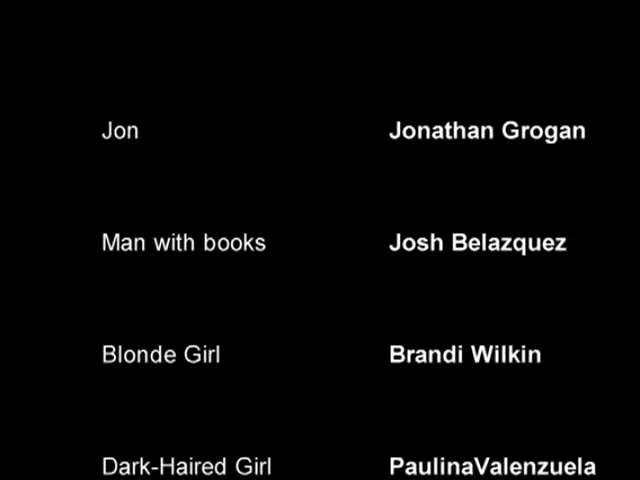 Jon Jonathan Grogan
Man with books Josh Belazquez
Blonde Girl Brandi Wilkin
Dark-Haired Girl PaulinaValenzuela